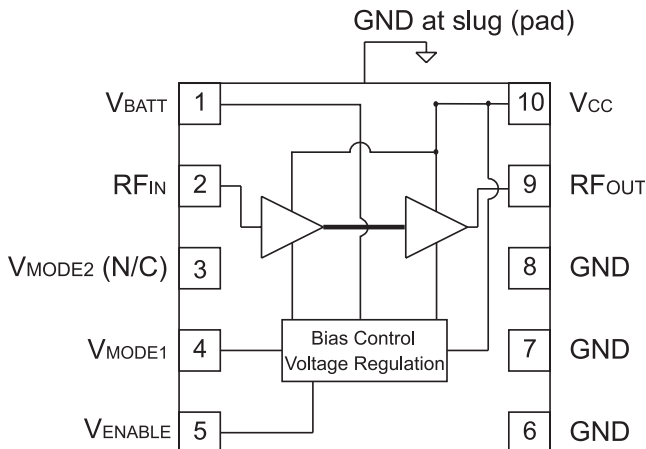 GND at slug (pad)
VBATT 1
10 VCC
RFIN 2
9 RFOUT
VMODE2 (N/C) 3
8 GND
Bias Control
Voltage Regulation
VMODE1 4
7 GND
VENABLE 5
6 GND